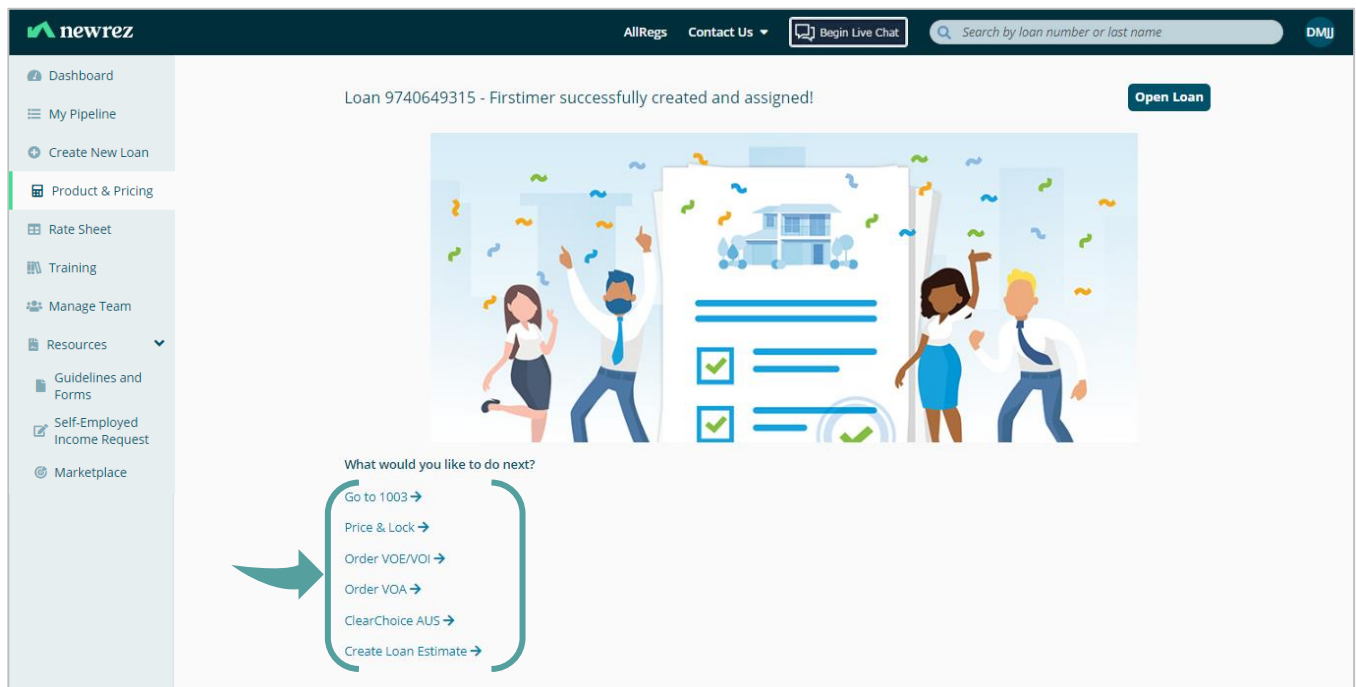 newrez
AllRegs Contact Us Begin Live Chat Search by loan number or last name DMJJ
Dashboard
My Pipeline
Create New Loan
Product & Pricing
Rate Sheet
Training
Manage Team
Resources
Guidelines and
Forms
Self-Employed
Income Request
Marketplace
Loan 9740649315 - Firstimer successfully created and assigned!
Open Loan
What would you like to do next?
Go to 1003 →
Price & Lock →
Order VOE/VOI →
Order VOA →
ClearChoice AUS →
Create Loan Estimate →